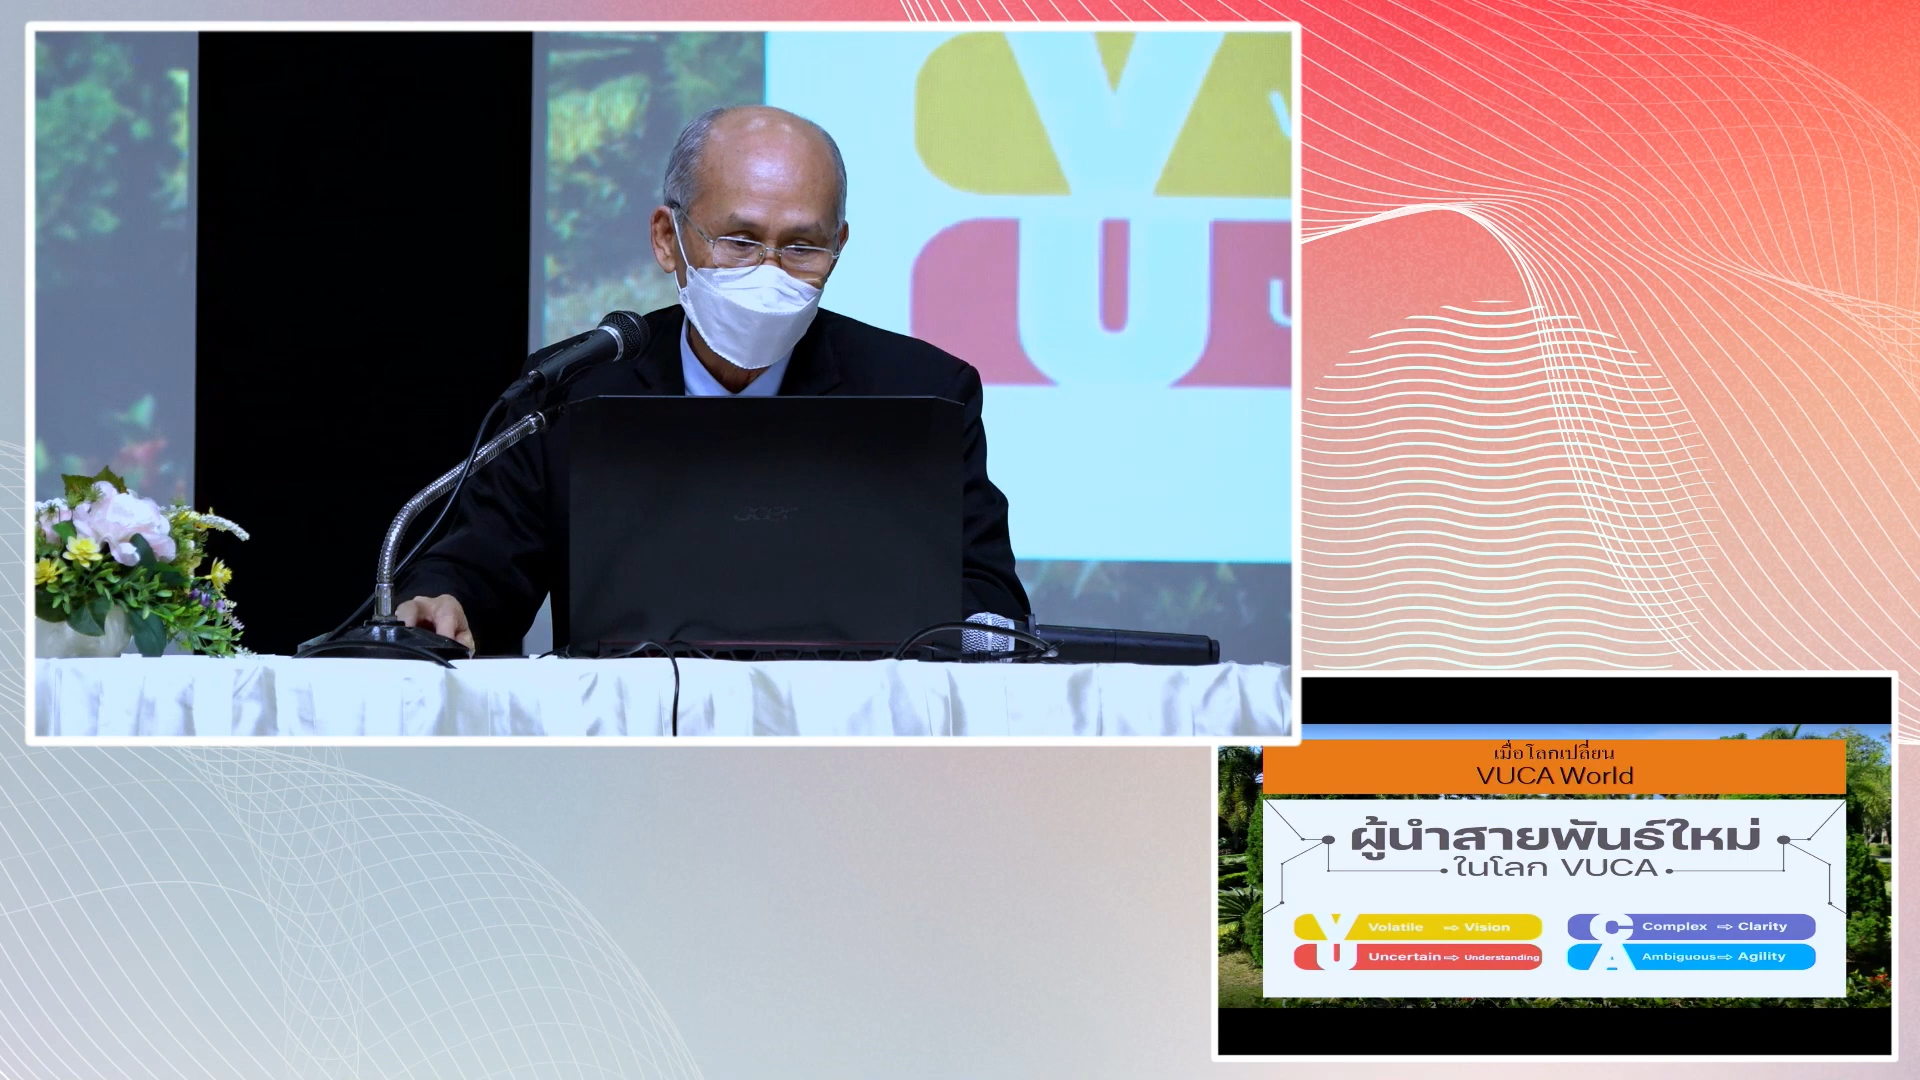 V
U
acer
เมื่อโลกเปลี่ยน
VUCA World
ผู้นำสายพันธ์ใหม่
ในโลก VUCA
V Volatile ⇨ Vision
U Uncertain ⇨ Understanding
C Complex ⇨ Clarity
A Ambiguous ⇨ Agility